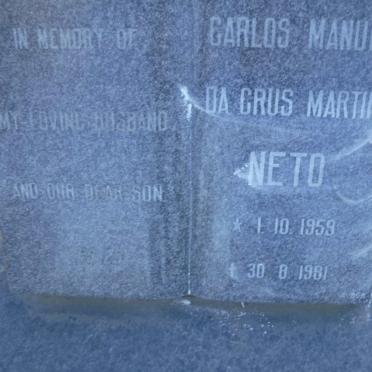 IN MEMORY OF
MY LOVING HUSBAND
AND OUR DEAR SON
CARLOS MANU
DA CRUS MARTI
NETO
* 1.10.1959
† 30.8.1981